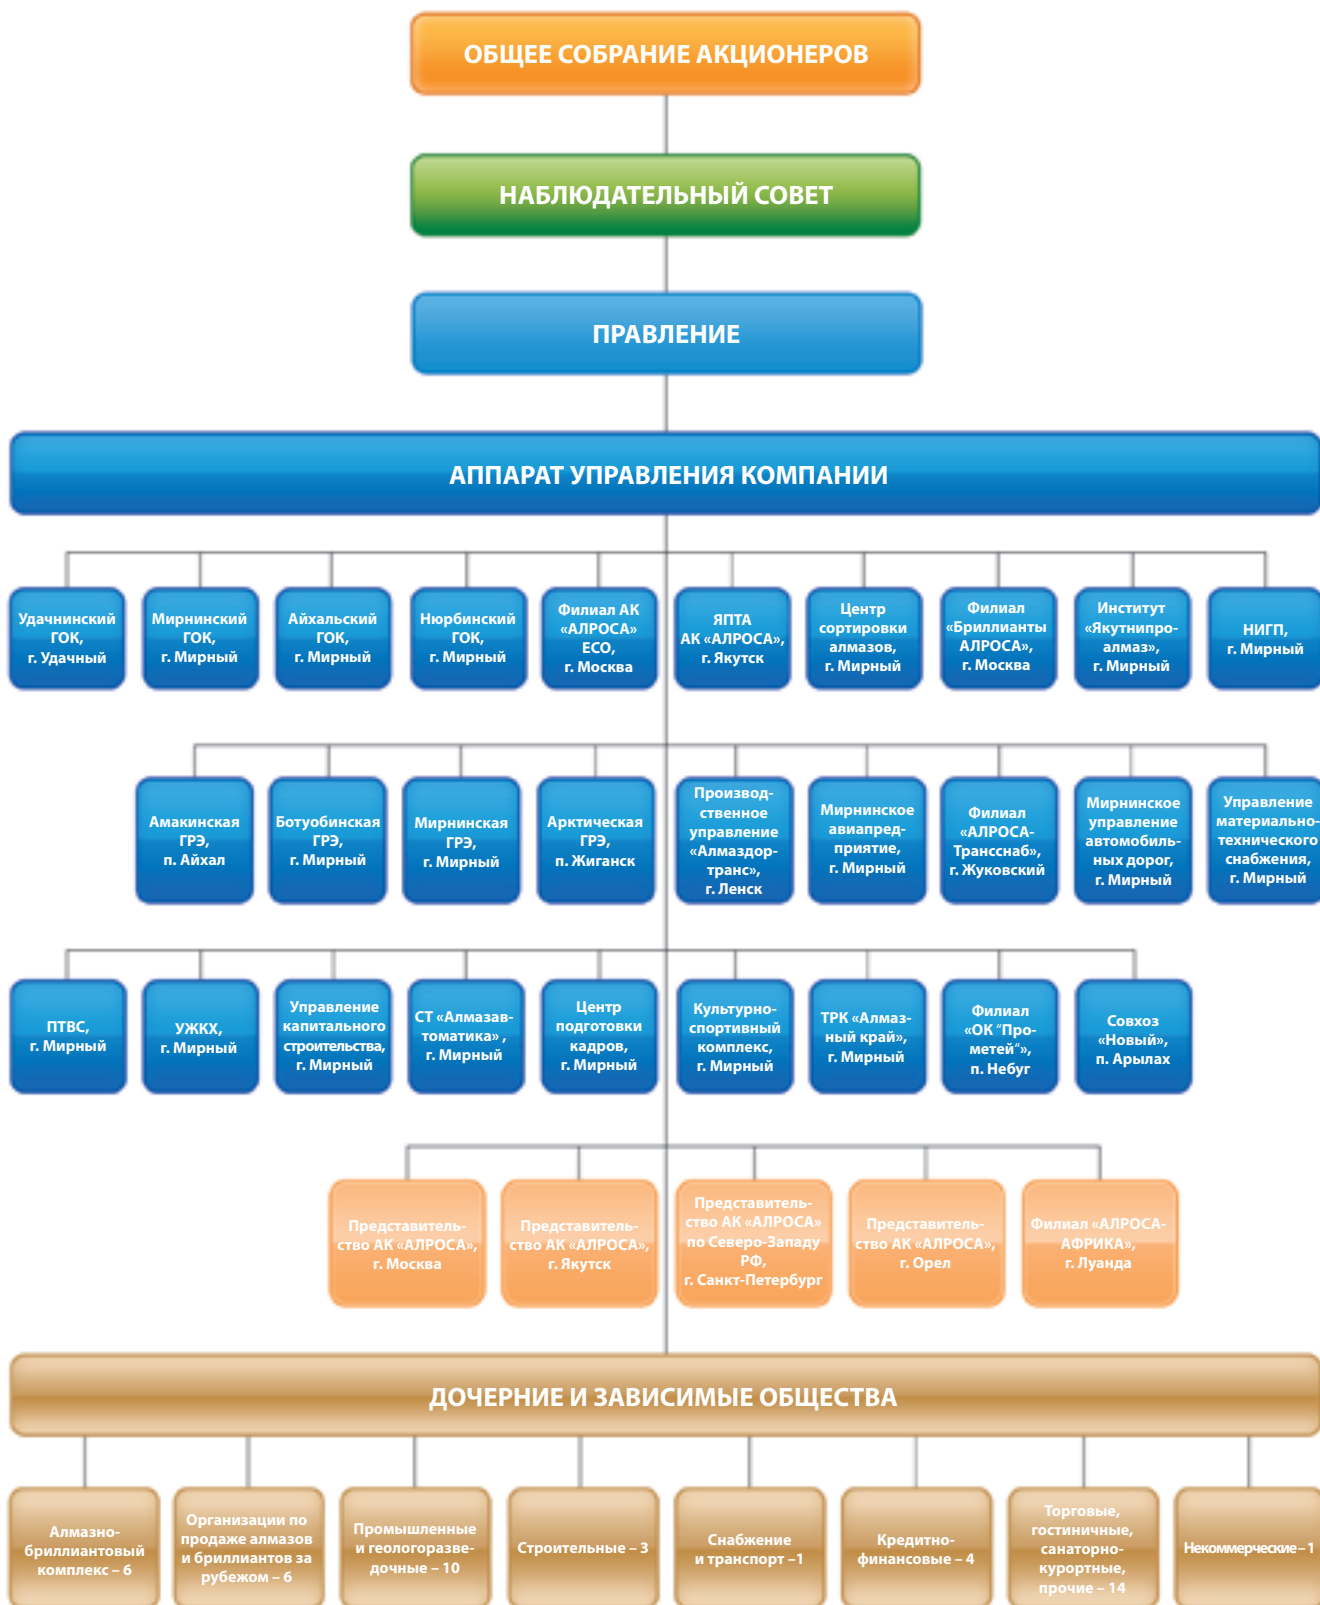 ОБЩЕЕ СОБРАНИЕ АКЦИОНЕРОВ
НАБЛЮДАТЕЛЬНЫЙ СОВЕТ
ПРАВЛЕНИЕ
АППАРАТ УПРАВЛЕНИЯ КОМПАНИИ
Удачнинский
ГОК,
г. Удачный
Мирнинский
ГОК,
г. Мирный
Айхальский
ГОК,
г. Мирный
Нюрбинский
ГОК,
г. Мирный
Филиал АК
«АЛРОСА»
ЕСО,
г. Москва
ЯПТА
АК «АЛРОСА»,
г. Якутск
Центр
сортировки
алмазов,
г. Мирный
Филиал
«Бриллианты
АЛРОСА»,
г. Москва
Институт
«Якутнипро-
алмаз»,
г. Мирный
НИГП,
г. Мирный
Амакинская
ГРЭ,
п. Айхал
Ботуобинская
ГРЭ,
г. Мирный
Мирнинская
ГРЭ,
г. Мирный
Арктическая
ГРЭ,
п. Жиганск
Производ-
ственное
управление
«Алмаздор-
транс»,
г. Ленск
Мирнинское
авиапред-
приятие,
г. Мирный
Филиал
«АЛРОСА-
Трансснаб»,
г. Жуковский
Мирнинское
управление
автомобиль-
ных дорог,
г. Мирный
Управление
материально-
технического
снабжения,
г. Мирный
ПТВС,
г. Мирный
УЖКХ,
г. Мирный
Управление
капитального
строительства,
г. Мирный
СТ «Алмазав-
томатика» ,
г. Мирный
Центр
подготовки
кадров,
г. Мирный
Культурно-
спортивный
комплекс,
г. Мирный
ТРК «Алмаз-
ный край»,
г. Мирный
Филиал
«ОК “Про-
метей“»,
п. Небуг
Совхоз
«Новый»,
п. Арылах
Представитель-
ство АК «АЛРОСА»,
г. Москва
Представитель-
ство АК «АЛРОСА»,
г. Якутск
Представитель-
ство АК «АЛРОСА»
по Северо-Западу
РФ,
г. Санкт-Петербург
Представитель-
ство АК «АЛРОСА»,
г. Орел
Филиал «АЛРОСА-
АФРИКА»,
г. Луанда
ДОЧЕРНИЕ И ЗАВИСИМЫЕ ОБЩЕСТВА
Алмазно-
бриллиантовый
комплекс – 6
Организации по
продаже алмазов
и бриллиантов за
рубежом – 6
Промышленные
и геологоразве-
дочные – 10
Строительные – 3
Снабжение
и транспорт –1
Кредитно-
финансовые – 4
Торговые,
гостиничные,
санаторно-
курортные,
прочие – 14
Некоммерческие – 1